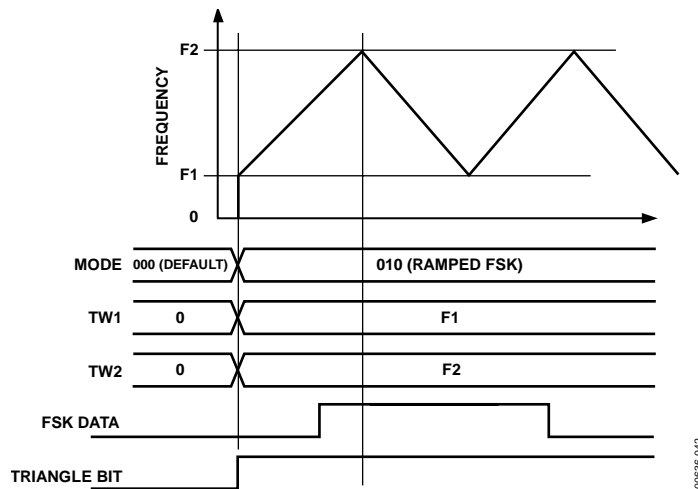 F2
FREQUENCY
F1
0
MODE 000 (DEFAULT) 010 (RAMPED FSK)
TW1 0 F1
TW2 0 F2
FSK DATA
TRIANGLE BIT